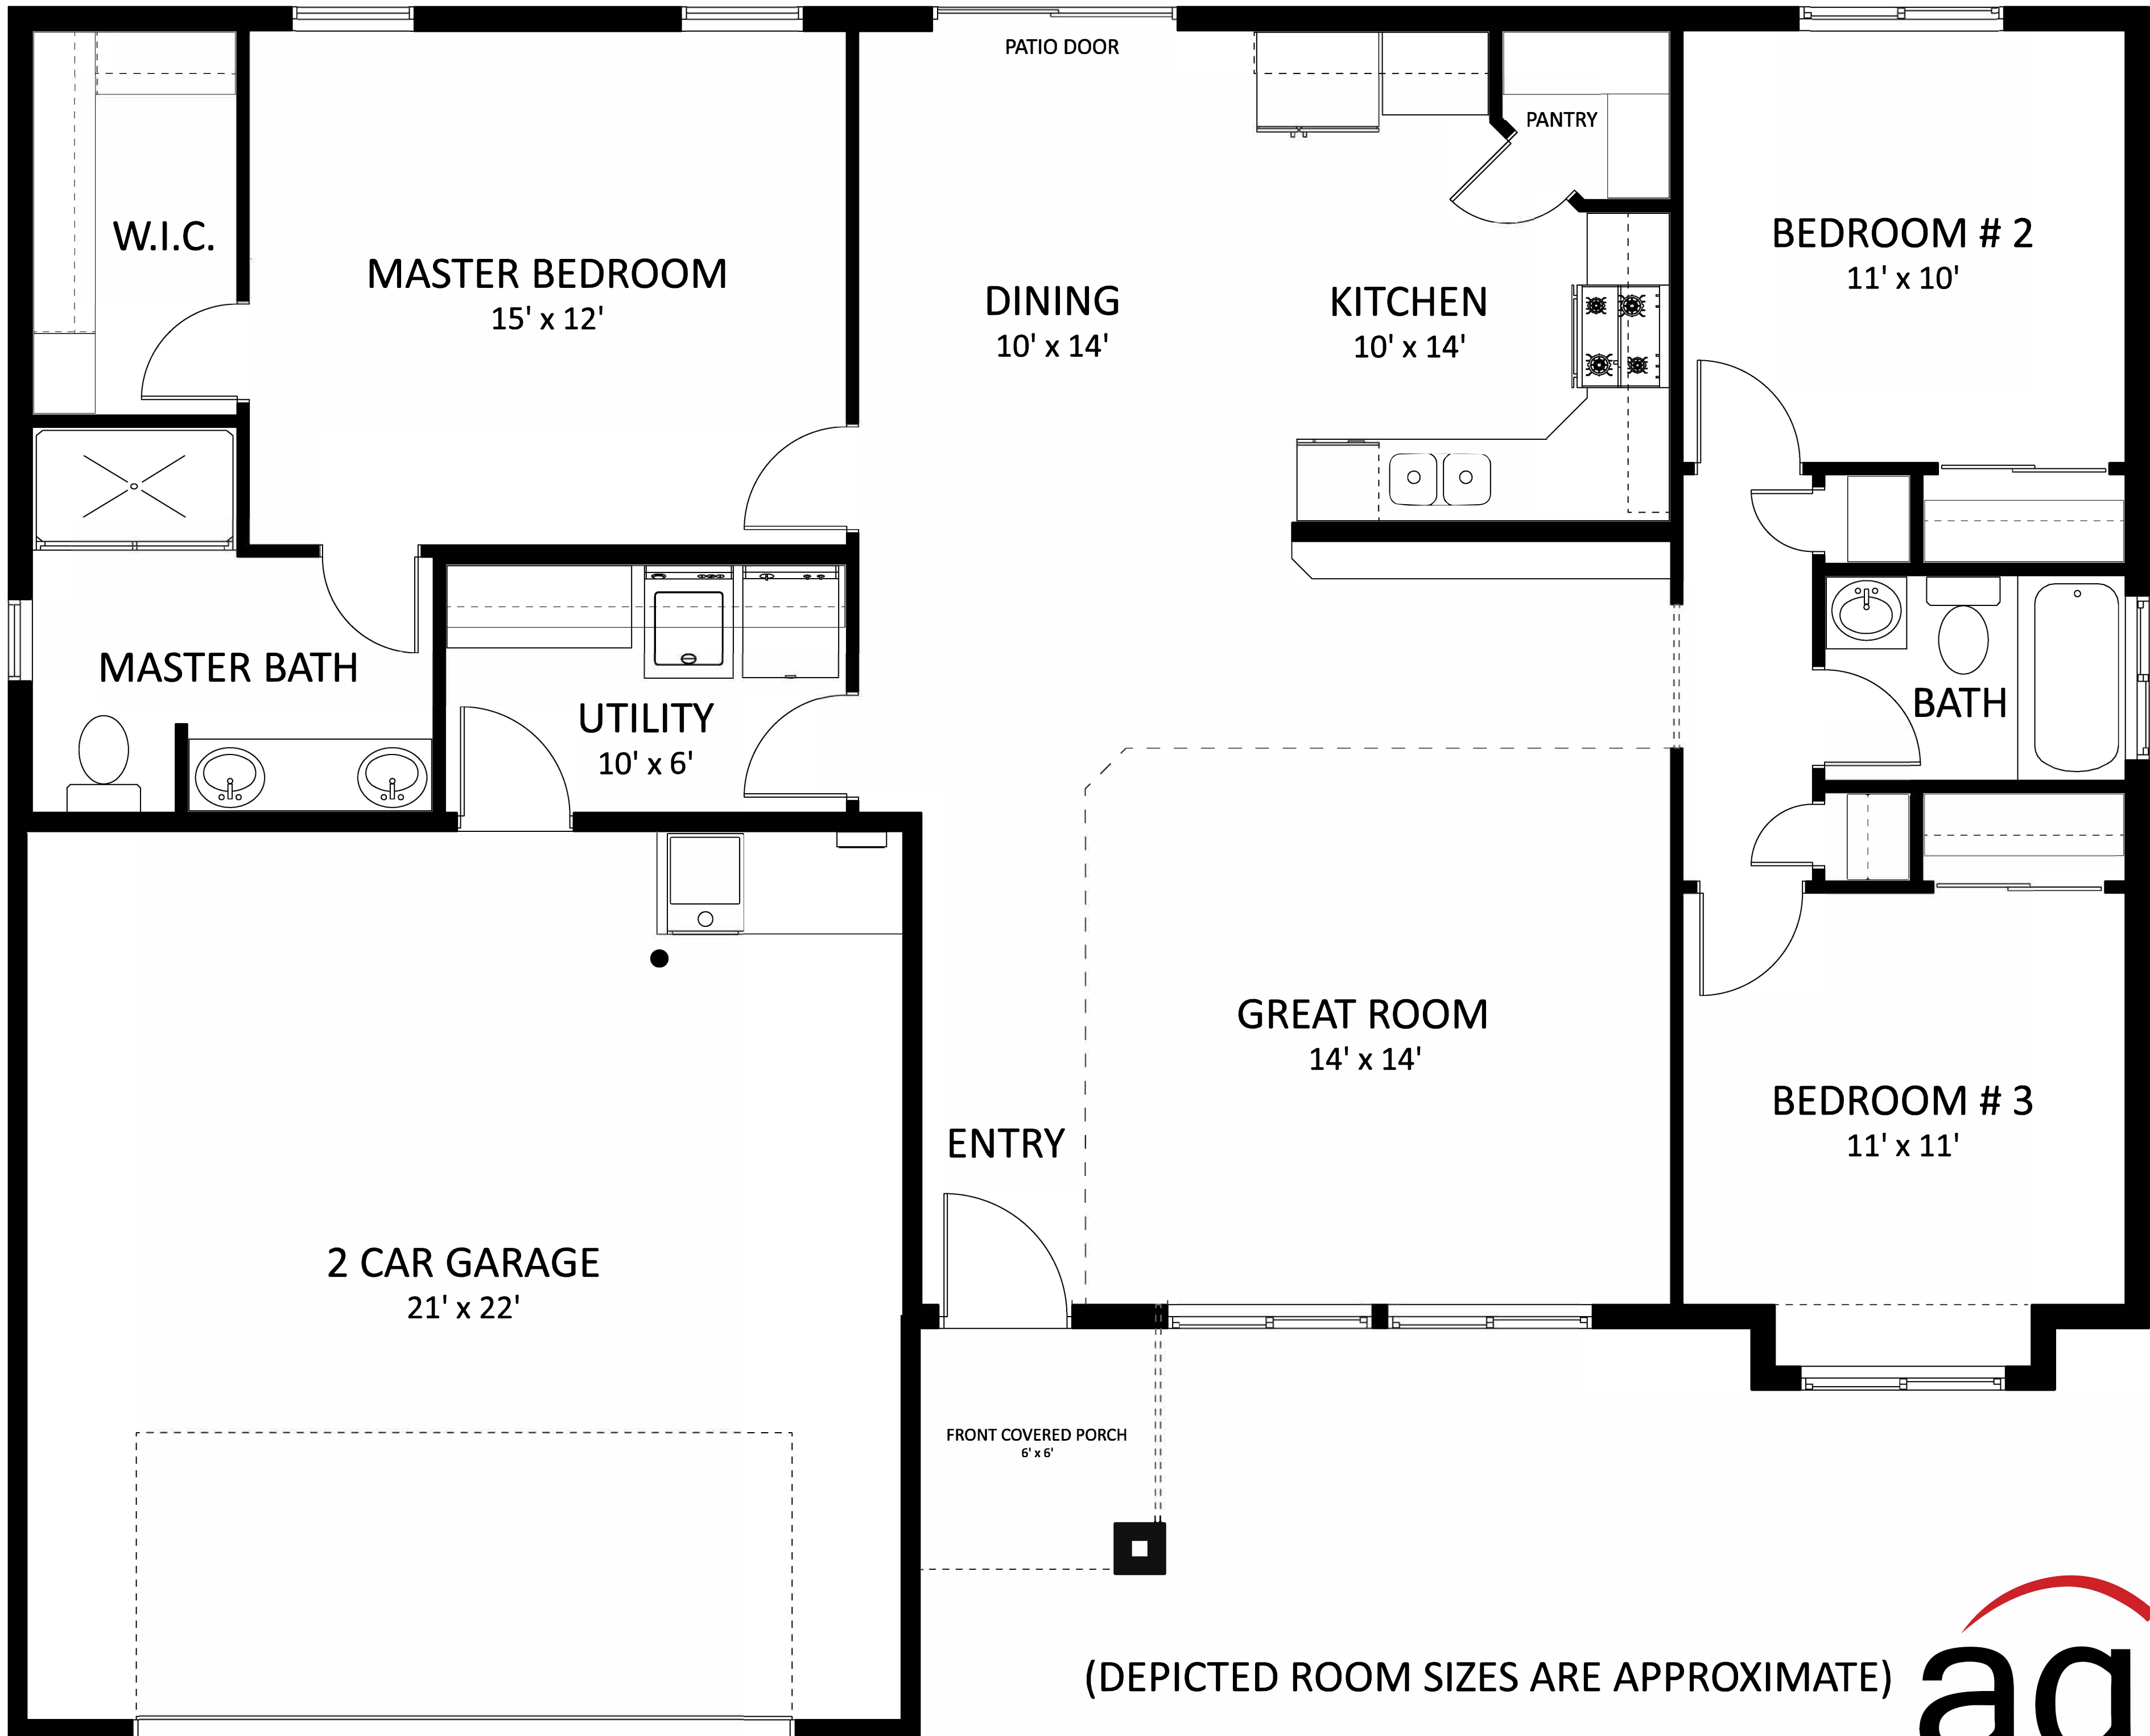 PATIO DOOR
PANTRY
W.I.C.
MASTER BEDROOM
15' x 12'
DINING
10' x 14'
KITCHEN
10' x 14'
BEDROOM # 2
11' x 10'
MASTER BATH
UTILITY
10' x 6'
BATH
GREAT ROOM
14' x 14'
BEDROOM # 3
11' x 11'
ENTRY
2 CAR GARAGE
21' x 22'
FRONT COVERED PORCH
6' x 6'
(DEPICTED ROOM SIZES ARE APPROXIMATE)